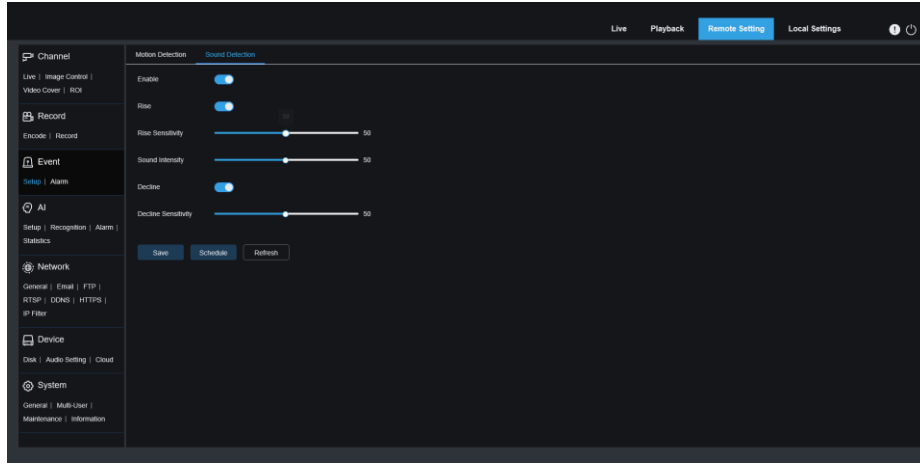 Live Playback Remote Setting Local Settings
Channel
Live | Image Control |
Video Cover | ROI
Record
Encode | Record
Event
Setup | Alarm
AI
Setup | Recognition | Alarm |
Statistics
Network
General | Email | FTP |
RTSP | DDNS | HTTPS |
IP Filter
Device
Disk | Audio Setting | Cloud
System
General | Multi-User |
Maintenance | Information
Motion Detection Sound Detection
Enable
Rise
Rise Sensitivity 50
Sound Intensity 50
Decline
Decline Sensitivity 50
Save Schedule Refresh